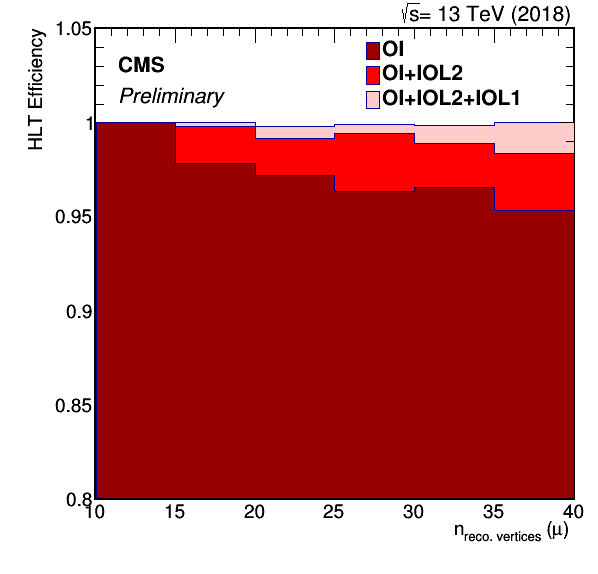 √s= 13 TeV (2018)
1.05
CMS
Preliminary
OI
OI+IOL2
OI+IOL2+IOL1
HLT Efficiency
1
0.95
0.9
0.85
0.8
10 15 20 25 30 35 40
n reco. vertices (μ)